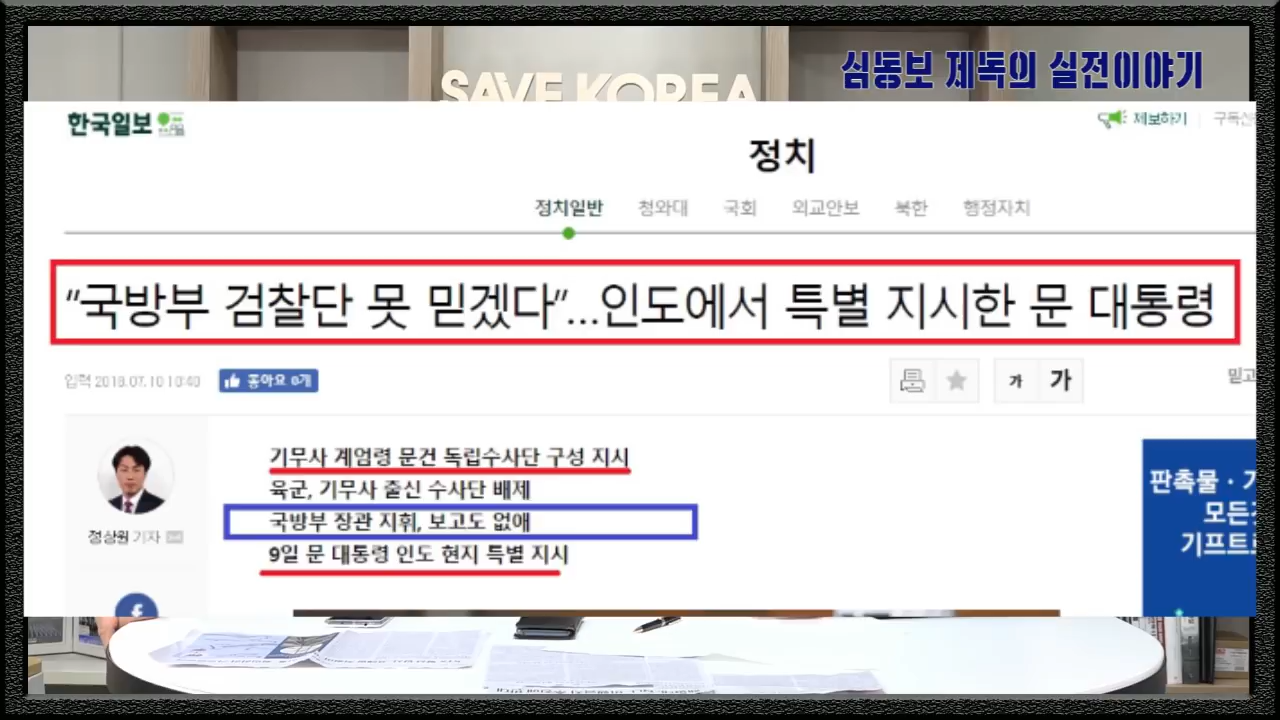 심동보 제독의 실전이야기
SAVE KOREA
한국일보
제보하기
정치
정치일반 청와대 국회 외교안보 북한 행정자치
“국방부 검찰단 못 믿겠다”...인도에서 특별 지시한 문 대통령
입력 2018.07.10 10:40
좋아요 0개
가 가
기무사 계엄령 문건 독립수사단 구성 지시
육군, 기무사 출신 수사단 배제
국방부 장관 지휘, 보고도 없애
9일 문 대통령 인도 현지 특별 지시
정상원 기자
판촉물 ·
모든
기프트